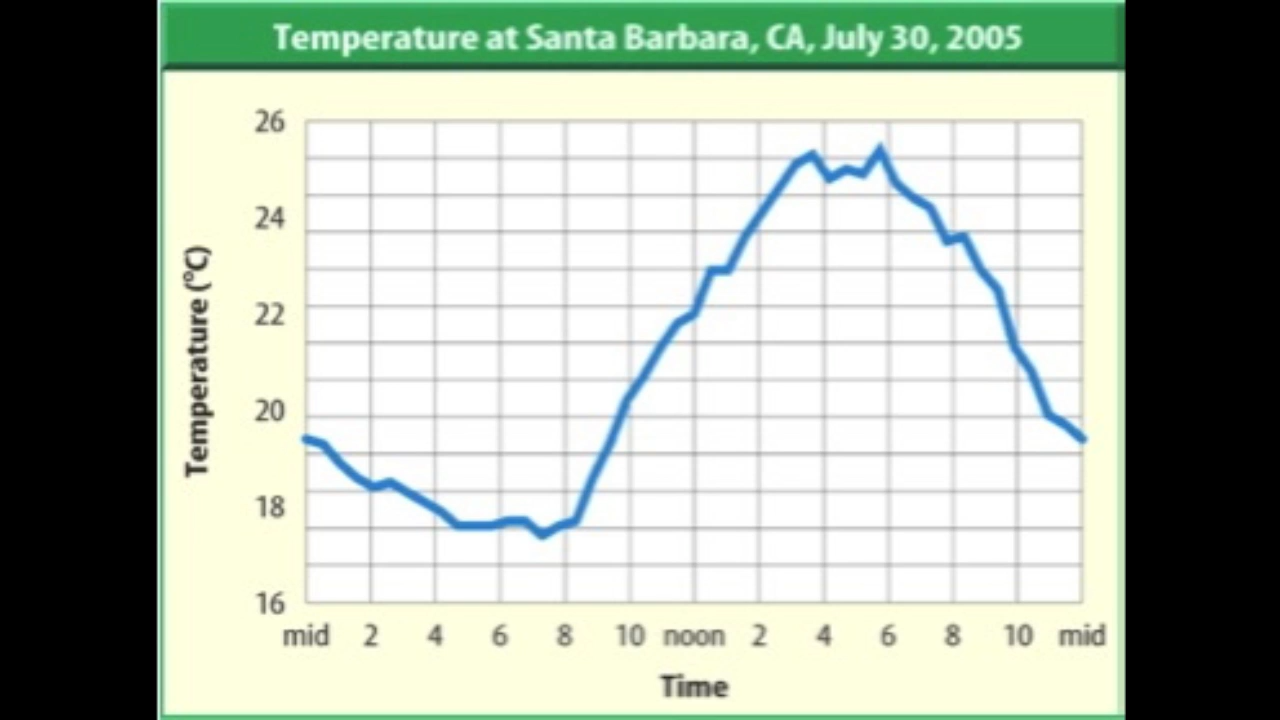 Temperature at Santa Barbara, CA, July 30, 2005
26
24
22
20
18
16
Temperature (°C)
mid 2 4 6 8 10 noon 2 4 6 8 10 mid
Time